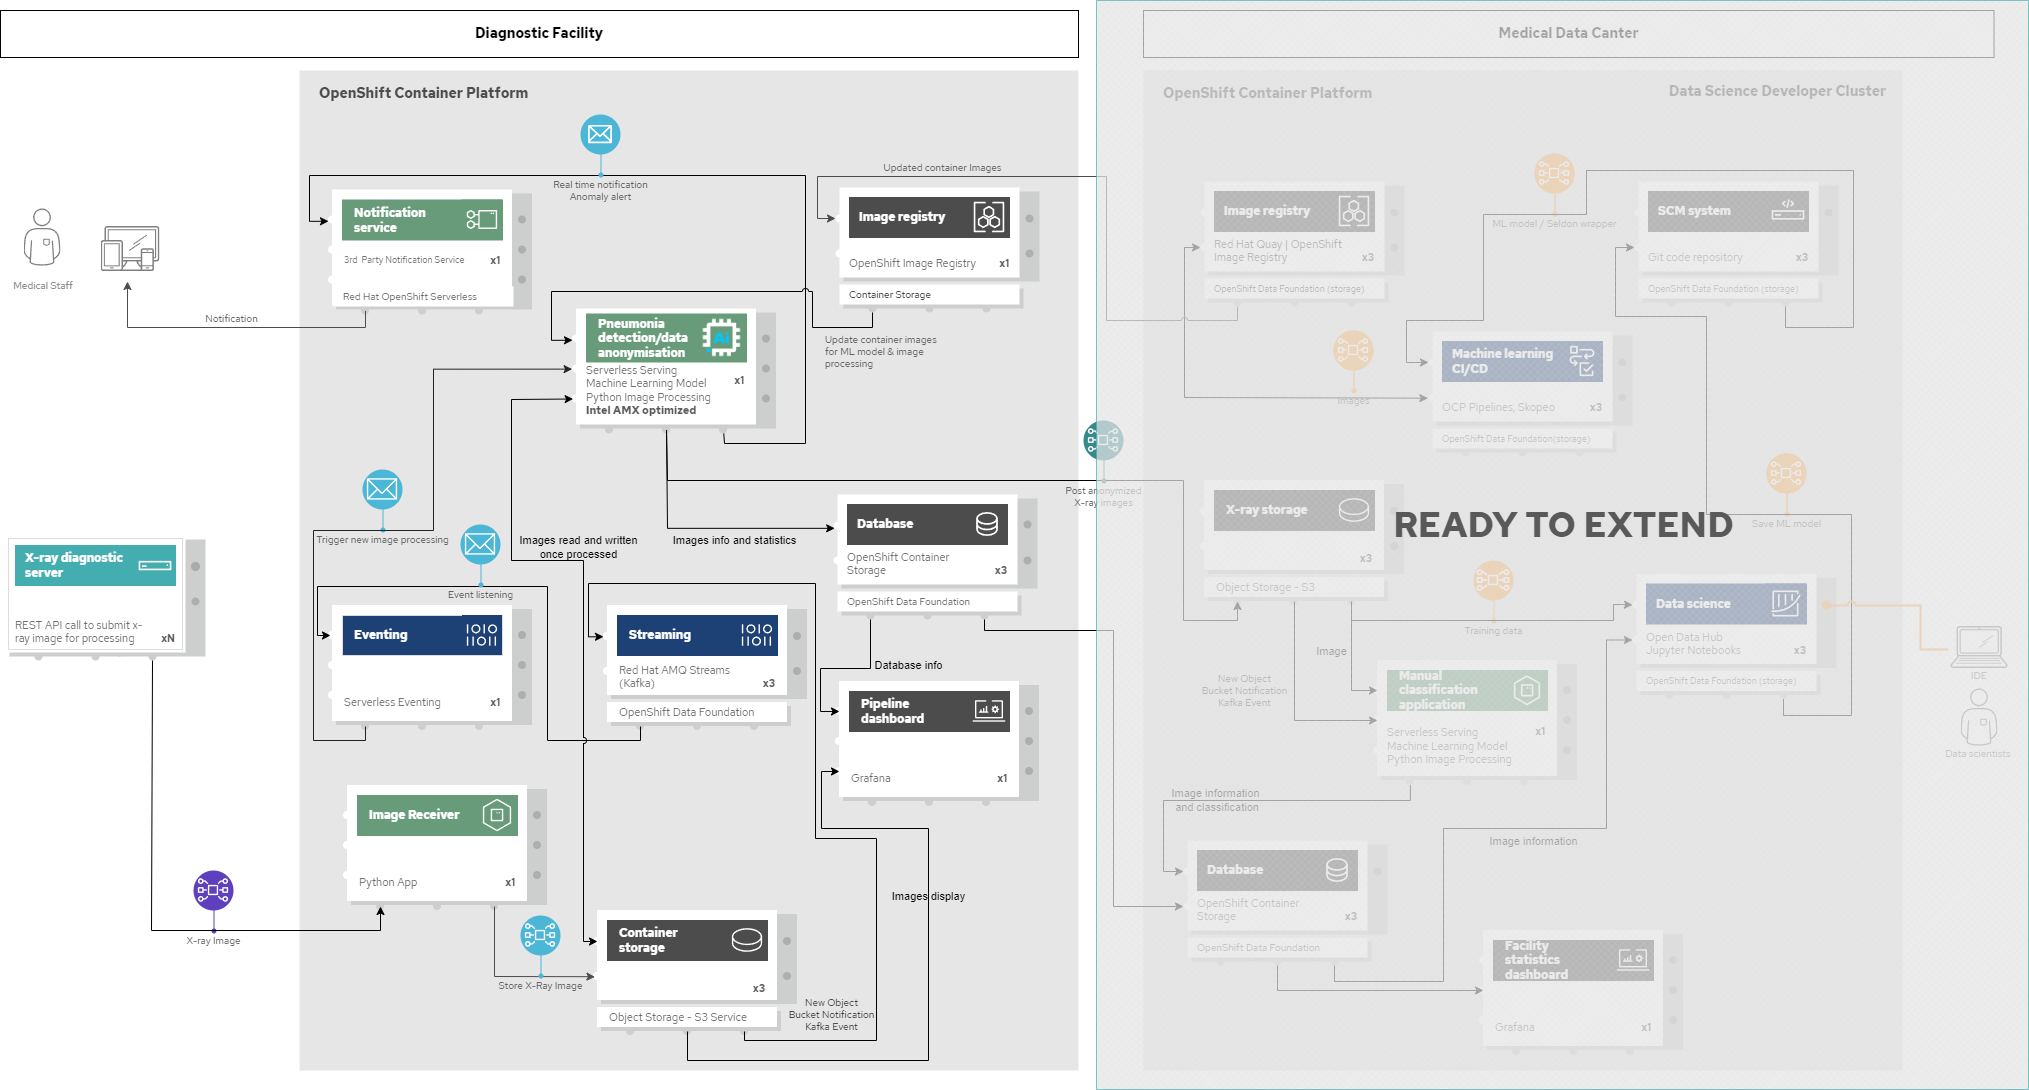 Diagnostic Facility
OpenShift Container Platform
Real time notification
Anomaly alert
Notification
service
3rd Party Notification Service
x1
Red Hat OpenShift Serverless
Medical Staff
Notification
Updated container Images
Image registry
OpenShift Image Registry
x1
Container Storage
Update container images
for ML model & image
processing
Pneumonia
detection/data
anonymisation
AI
Serverless Serving
Machine Learning Model
Python Image Processing
Intel AMX optimized
x1
Trigger new image processing
Event listening
Images read and written
once processed
Images info and statistics
Post anonymized
X-ray images
Database
OpenShift Container
Storage
x3
OpenShift Data Foundation
X-ray diagnostic
server
REST API call to submit x-
ray image for processing
xN
Eventing
IOIO
IIOII
Serverless Eventing
x1
Streaming
IOIO
IIOII
Red Hat AMQ Streams
(Kafka)
x3
OpenShift Data Foundation
Database info
Pipeline
dashboard
Grafana
x1
Image Receiver
Python App
x1
X-ray Image
Store X-Ray Image
Images display
Container
storage
x3
Object Storage - S3 Service
New Object
Bucket Notification
Kafka Event
Medical Data Canter
OpenShift Container Platform
Data Science Developer Cluster
Image registry
Red Hat Quay | OpenShift
Image Registry
x3
OpenShift Data Foundation (storage)
ML model / Seldon wrapper
SCM system
Git code repository
x3
OpenShift Data Foundation (storage)
Images
Machine learning
CI/CD
OCP Pipelines, Skopeo
x3
OpenShift Data Foundation(storage)
X-ray storage
x3
Object Storage - S3
READY TO EXTEND
Save ML model
Training data
Data science
Open Data Hub
Jupyter Notebooks
x3
OpenShift Data Foundation (storage)
IDE
Data scientists
Image
New Object
Bucket Notification
Kafka Event
Manual
classification
application
Serverless Serving
Machine Learning Model
Python Image Processing
x1
Image information
and classification
Image information
Database
OpenShift Container
Storage
x3
OpenShift Data Foundation
Facility
statistics
dashboard
Grafana
x1